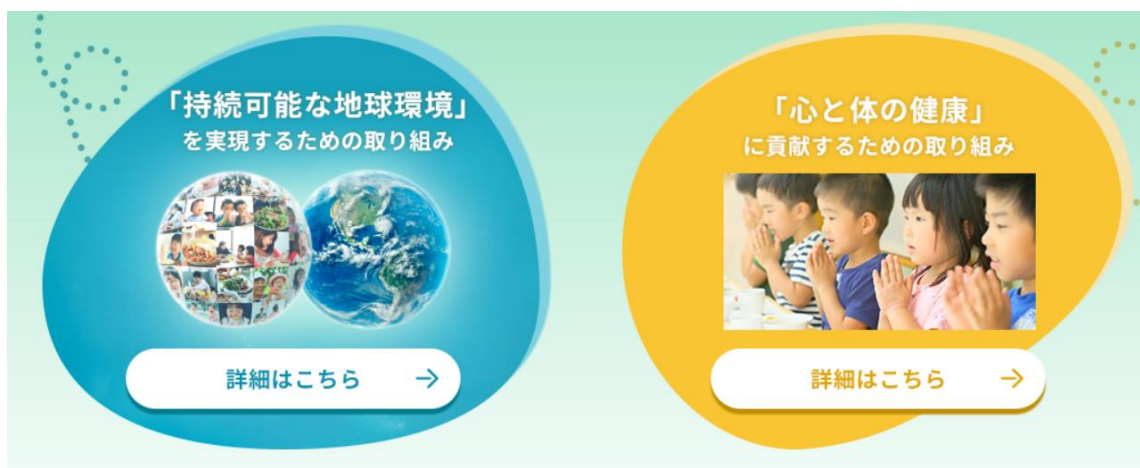 「持続可能な地球環境」
を実現するための取り組み
詳細はこちら
「心と体の健康」
に貢献するための取り組み
詳細はこちら